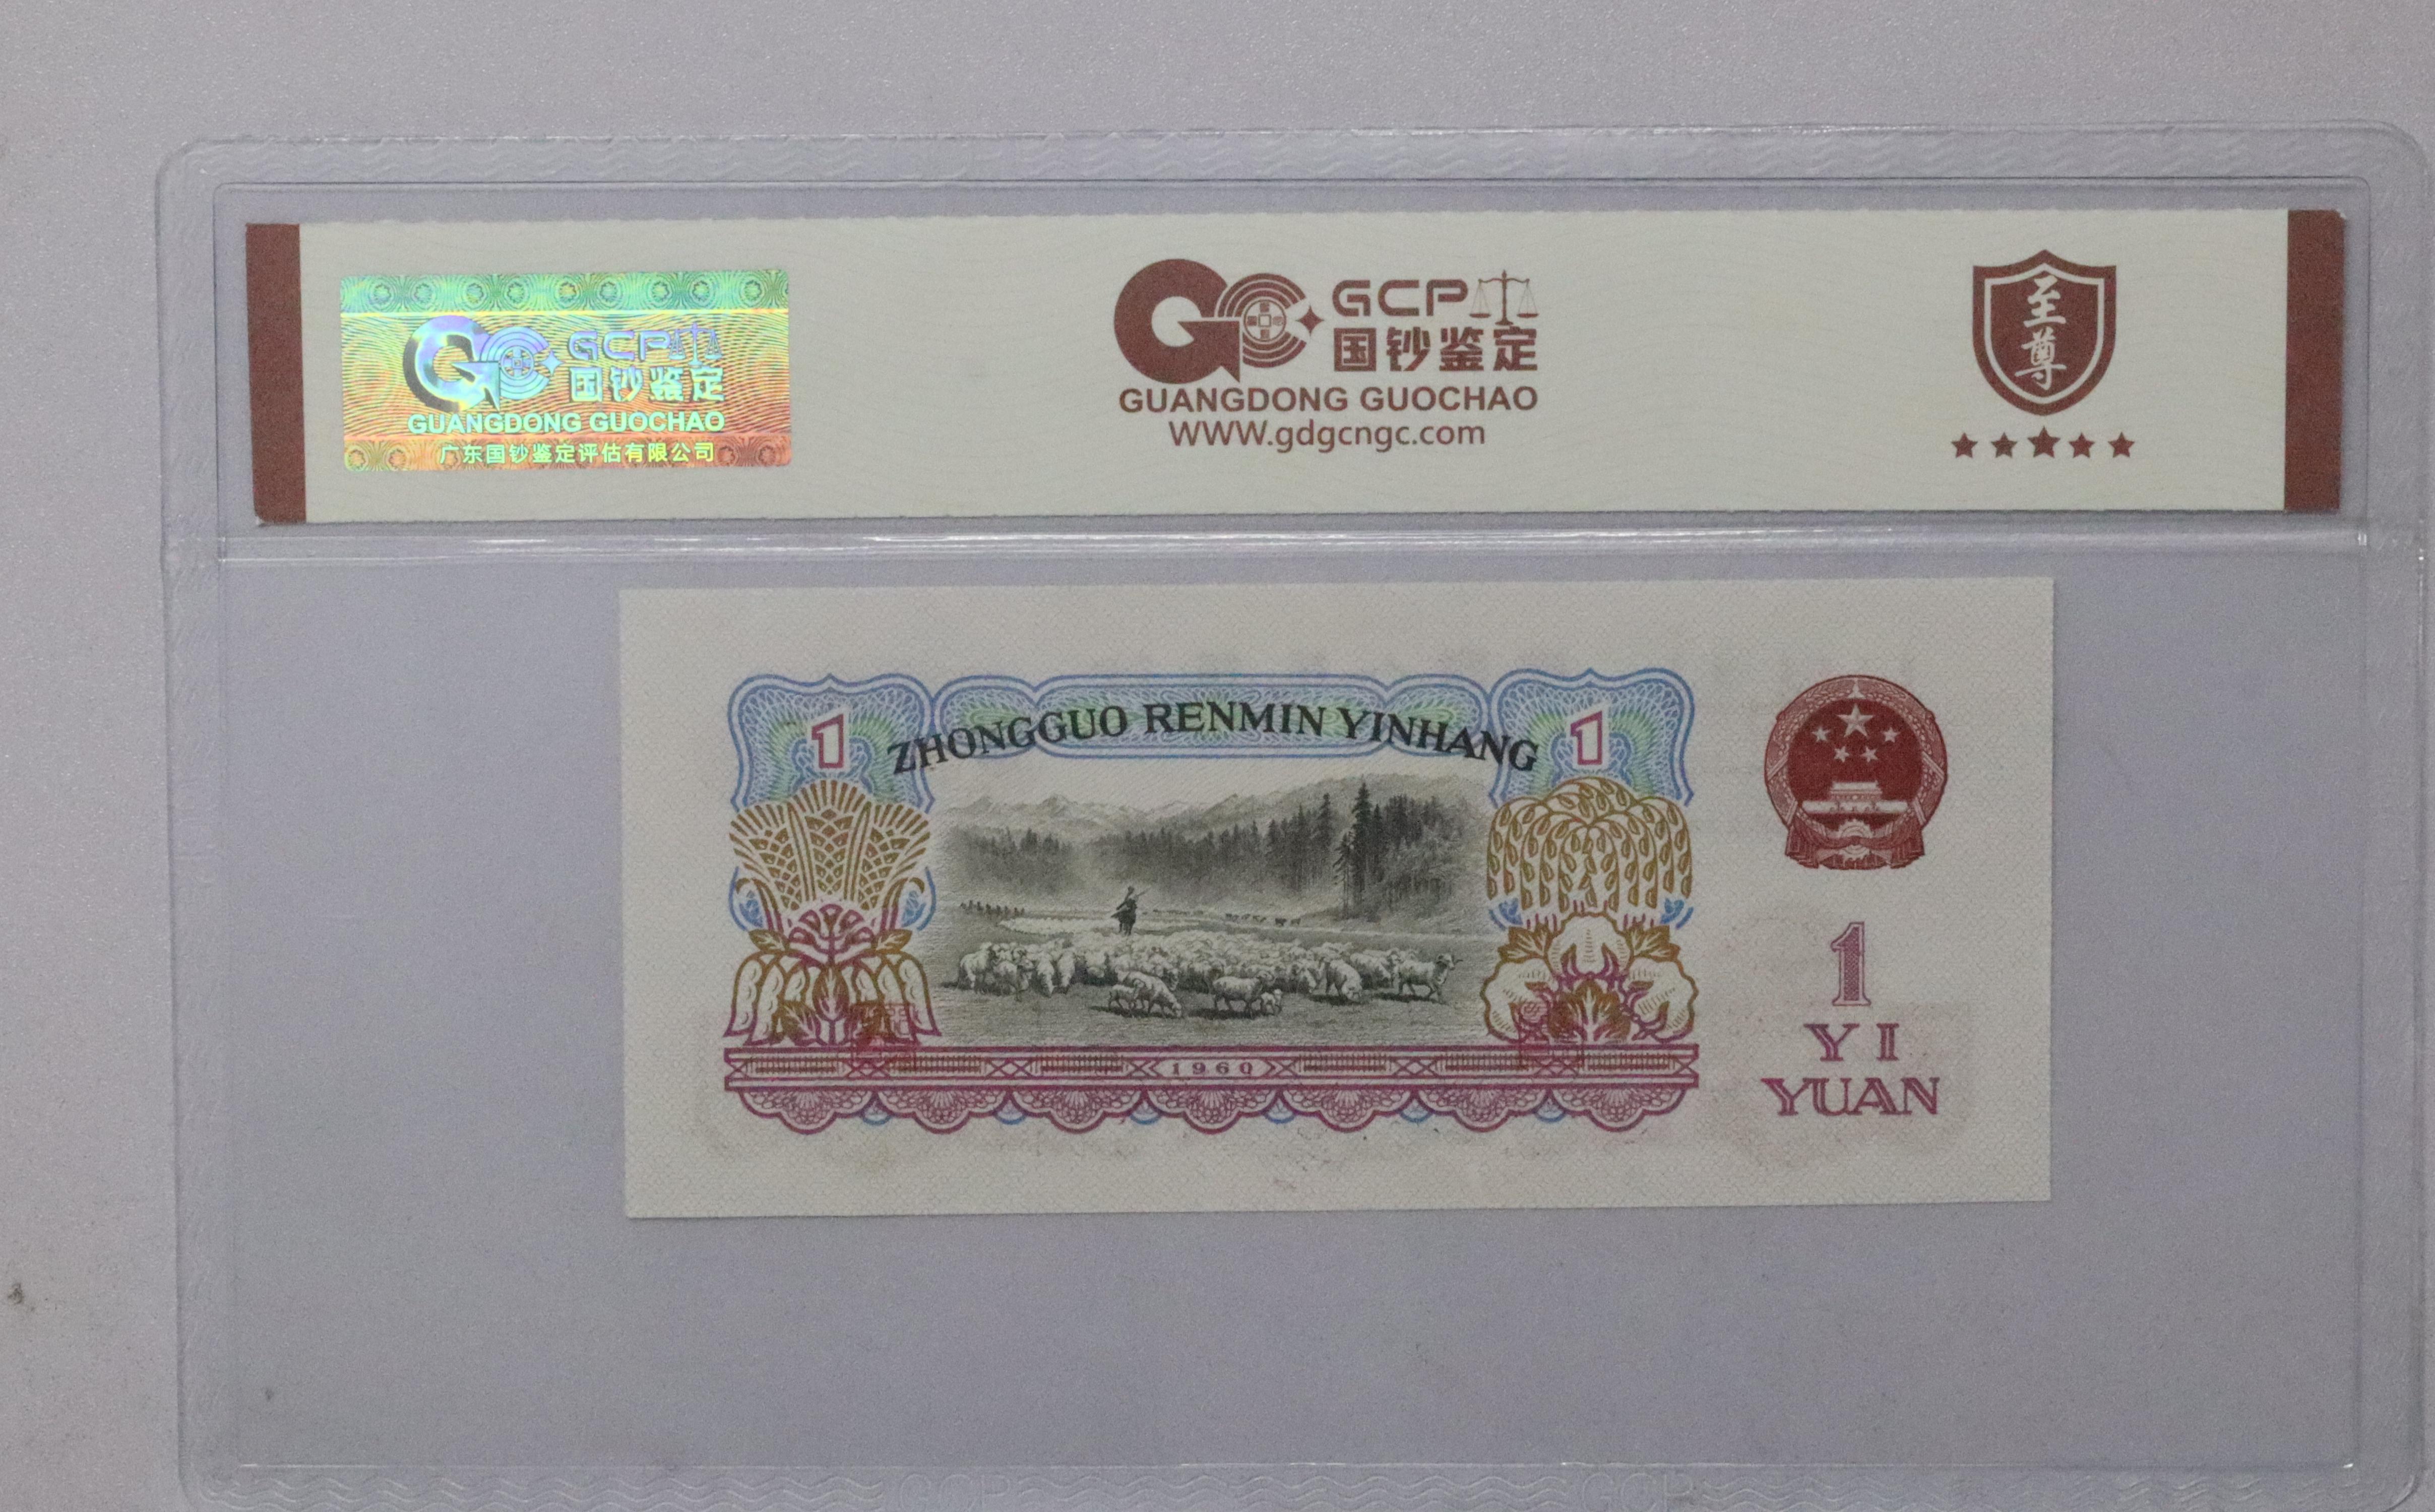 GCP
国钞鉴定
GUANGDONG GUOCHAO
广东国钞鉴定评估有限公司
GCP
国钞鉴定
GUANGDONG GUOCHAO
WWW.gdgcngc.com
至尊
1
ZHONGGUO RENMIN YINHANG
1
1960
1
YI
YUAN
GCP
GCP